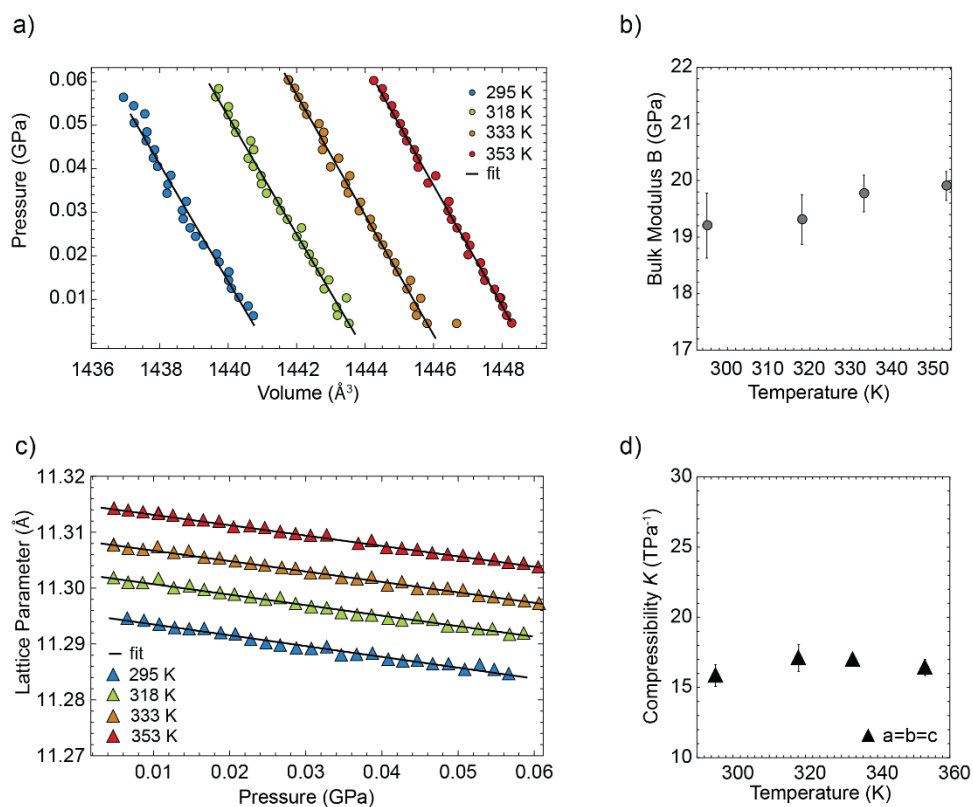 a)
0.06
0.05
0.04
0.03
0.02
0.01
Pressure (GPa)
295 K
318 K
333 K
353 K
fit
1436 1438 1440 1442 1444 1446 1448
Volume (Å³)
b)
22
21
20
19
18
17
Bulk Modulus B (GPa)
300 310 320 330 340 350
Temperature (K)
c)
11.32
11.31
11.30
11.29
11.28
11.27
Lattice Parameter (Å)
fit
295 K
318 K
333 K
353 K
0.01 0.02 0.03 0.04 0.05 0.06
Pressure (GPa)
d)
30
25
20
15
10
Compressibility K (TPa⁻¹)
a=b=c
300 320 340 360
Temperature (K)